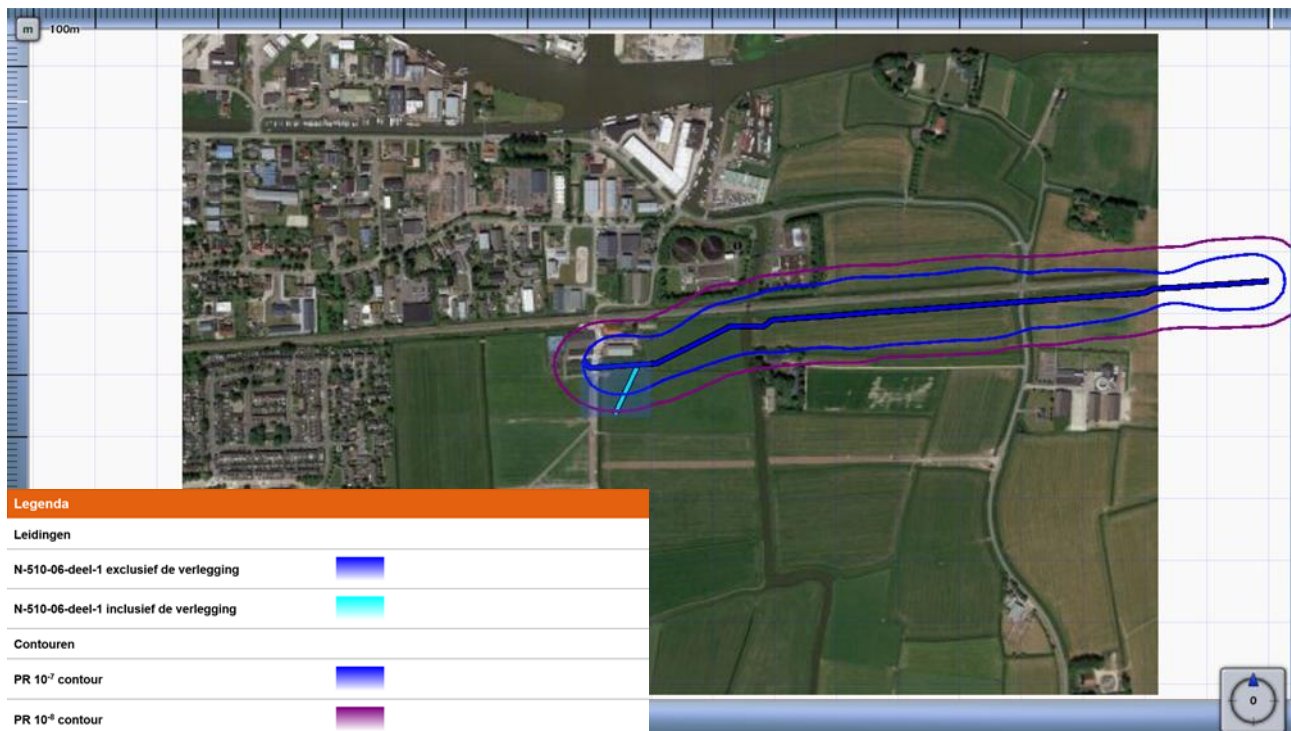 m 100m
Legenda
Leidingen
N-510-06-deel-1 exclusief de verlegging
N-510-06-deel-1 inclusief de verlegging
Contouren
PR 10⁻⁷ contour
PR 10⁻⁸ contour
0